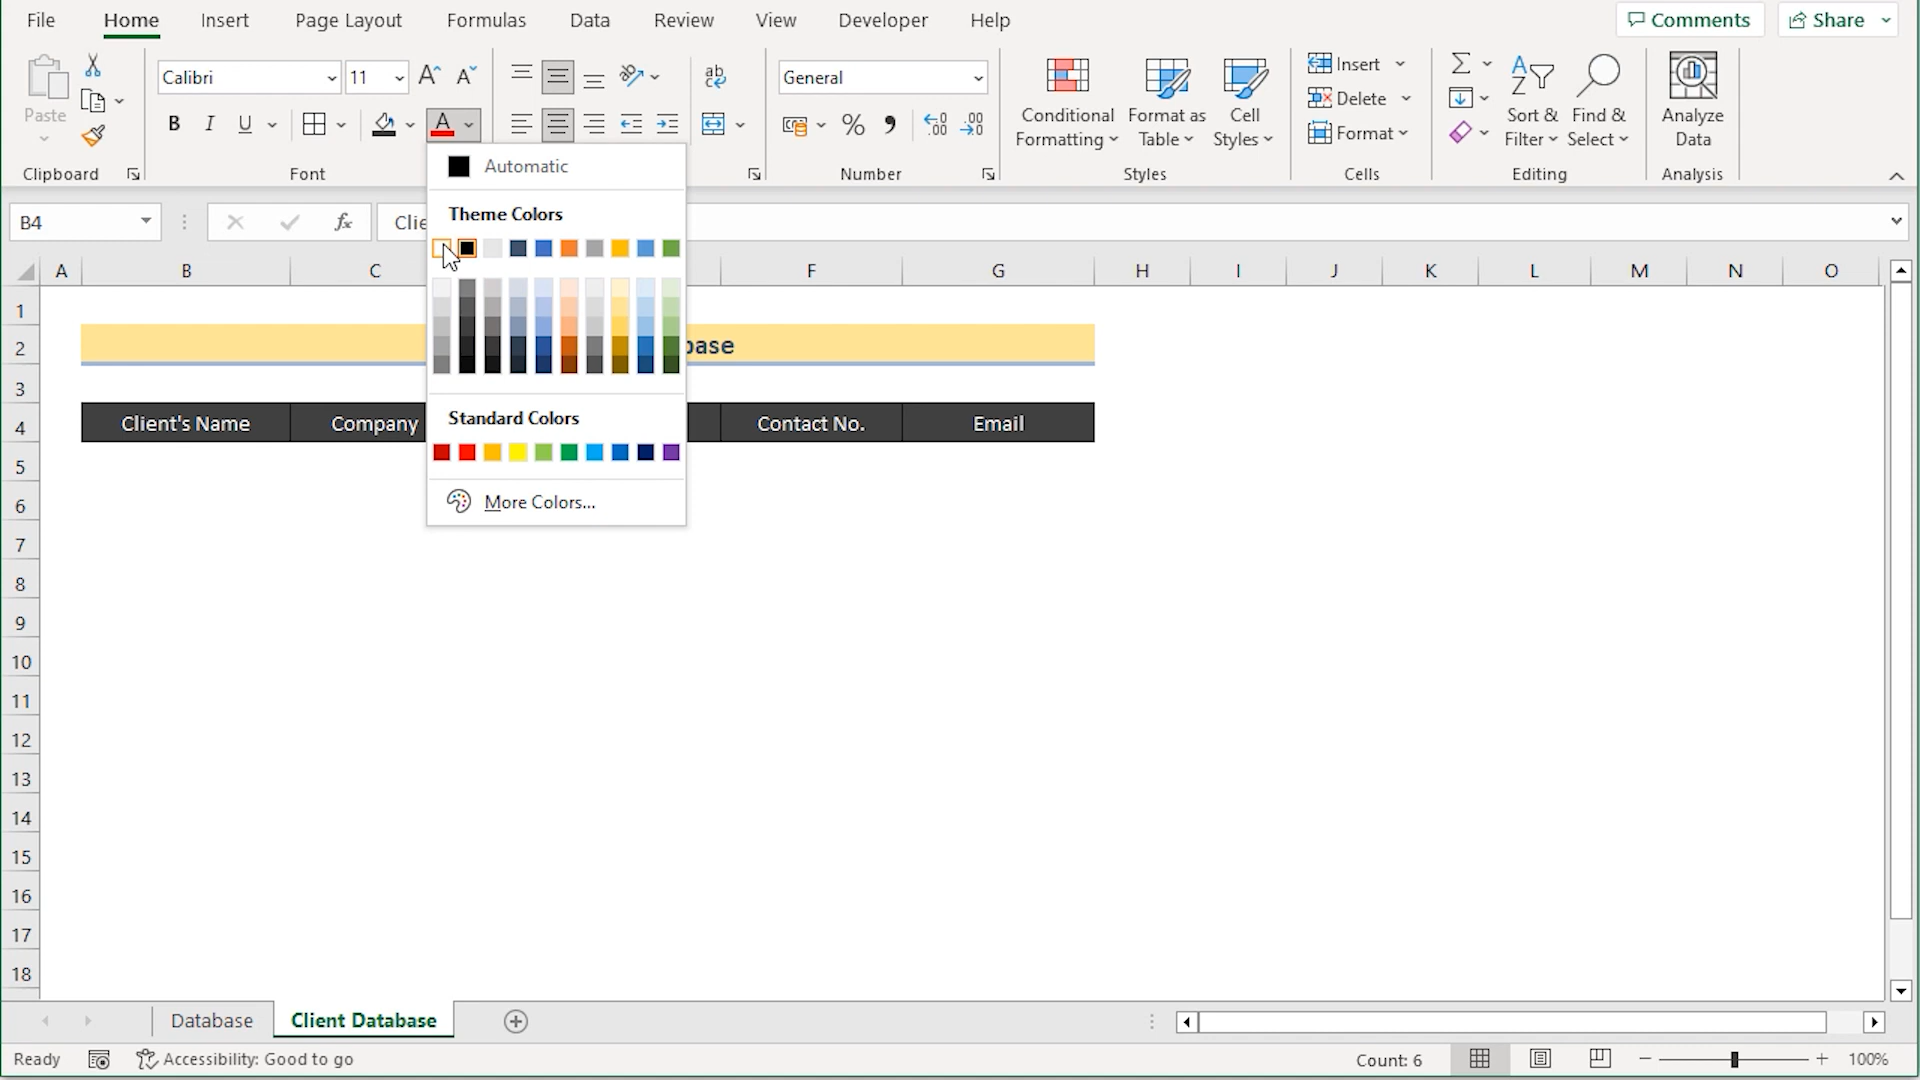 File Home Insert Page Layout Formulas Data Review View Developer Help Comments Share
Calibri 11 General
Paste
B I U A
ab
% 9
Conditional Formatting
Format as Table
Cell Styles
Insert
Delete
Format
Sort & Filter
Find & Select
Analyze Data
Clipboard Font Number Styles Cells Editing Analysis
Automatic
B4 fx Clie
Theme Colors
A B C F G H I J K L M N O
1
2 base
3
4 Client's Name Company Contact No. Email
Standard Colors
5
6
More Colors...
7
8
9
10
11
12
13
14
15
16
17
18
Database Client Database
Ready Accessibility: Good to go Count: 6 100%